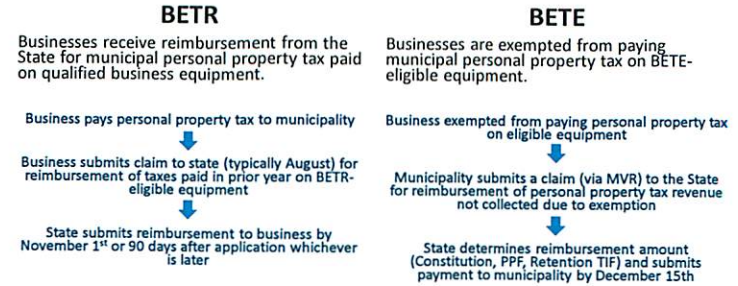 BETR
Businesses receive reimbursement from the
State for municipal personal property tax paid
on qualified business equipment.
Business pays personal property tax to municipality
Business submits claim to state (typically August) for
reimbursement of taxes paid in prior year on BETR-
eligible equipment
State submits reimbursement to business by
November 1st or 90 days after application whichever
is later
BETE
Businesses are exempted from paying
municipal personal property tax on BETE-
eligible equipment.
Business exempted from paying personal property tax
on eligible equipment
Municipality submits a claim (via MVR) to the State
for reimbursement of personal property tax revenue
not collected due to exemption
State determines reimbursement amount
(Constitution, PPF, Retention TIF) and submits
payment to municipality by December 15th